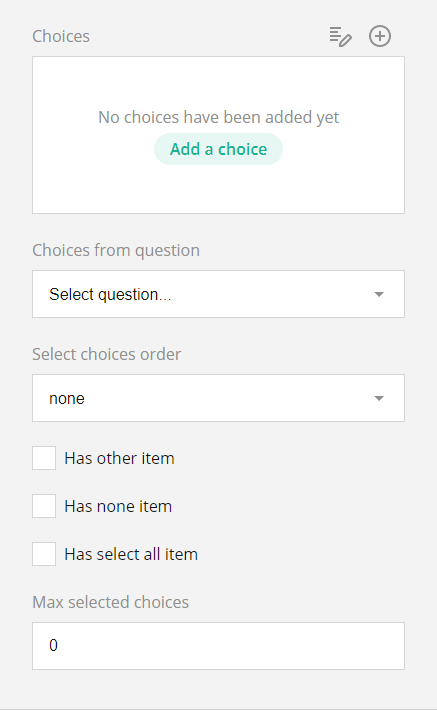 Choices
No choices have been added yet
Add a choice
Choices from question
Select question...
Select choices order
none
Has other item
Has none item
Has select all item
Max selected choices
0